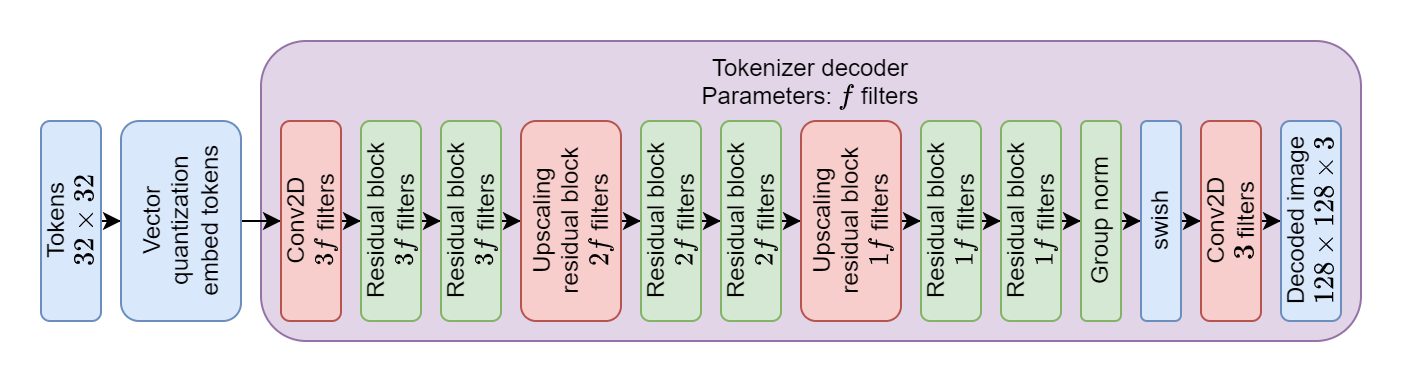 Tokenizer decoder
Parameters: f filters
Tokens
32 × 32
Vector
quantization
embed tokens
Conv2D
3f filters
Residual block
3f filters
Residual block
3f filters
Upscaling
residual block
2f filters
Residual block
2f filters
Residual block
2f filters
Upscaling
residual block
1f filters
Residual block
1f filters
Residual block
1f filters
Group norm
swish
Conv2D
3 filters
Decoded image
128 × 128 × 3